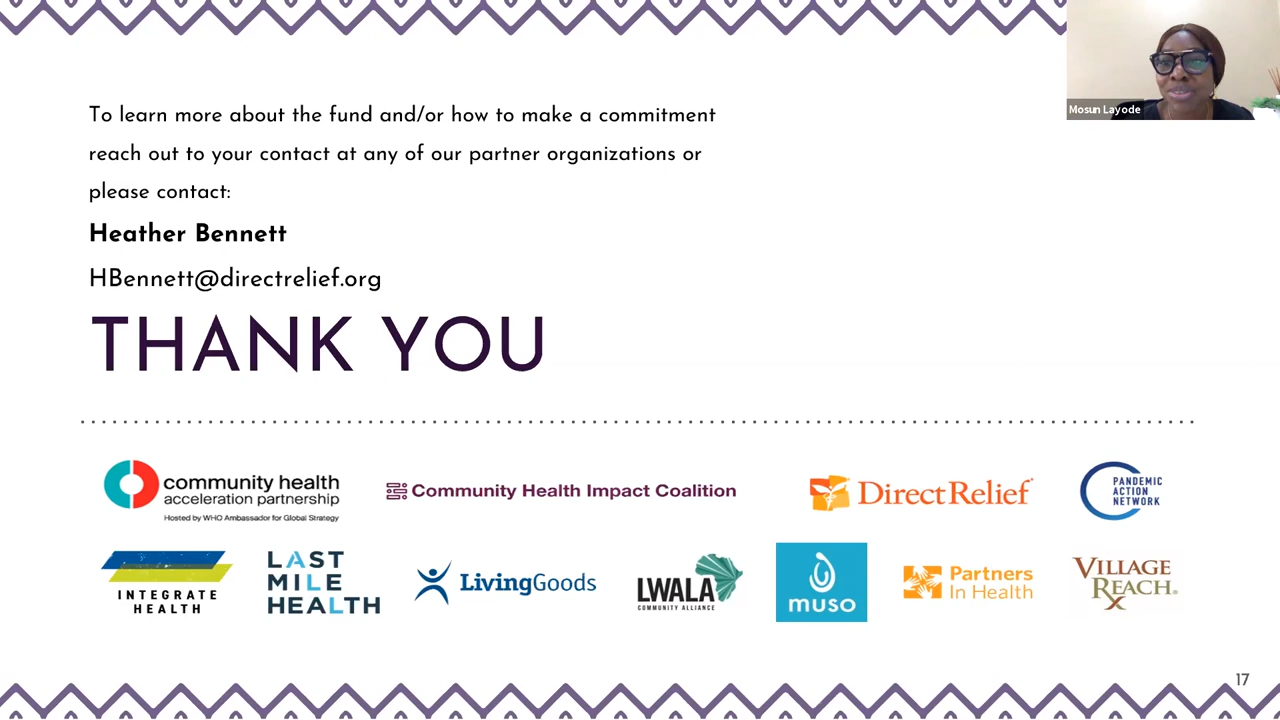 Mosun Layode
To learn more about the fund and/or how to make a commitment
reach out to your contact at any of our partner organizations or
please contact:
Heather Bennett
HBennett@directrelief.org
THANK YOU
community health
acceleration partnership
Hosted by WHO Ambassador for Global Strategy
Community Health Impact Coalition
DirectRelief
PANDEMIC
ACTION
NETWORK
INTEGRATE
HEALTH
LAST
MILE
HEALTH
LivingGoods
LWALA
COMMUNITY ALLIANCE
muso
Partners
In Health
VILLAGE
REACH®
17